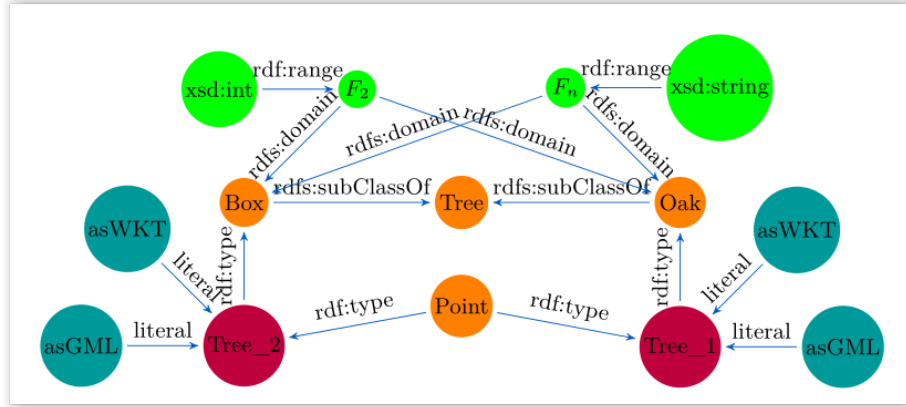 rdf:range
rdf:range
xsd:int
F2
Fn
xsd:string
rdfs:domain
rdfs:domain
rdfs:domain
rdfs:domain
rdfs:subClassOf
rdfs:subClassOf
Box
Tree
Oak
asWKT
asWKT
literal
rdf:type
rdf:type
literal
rdf:type
Point
rdf:type
asGML
literal
Tree_2
Tree_1
literal
asGML